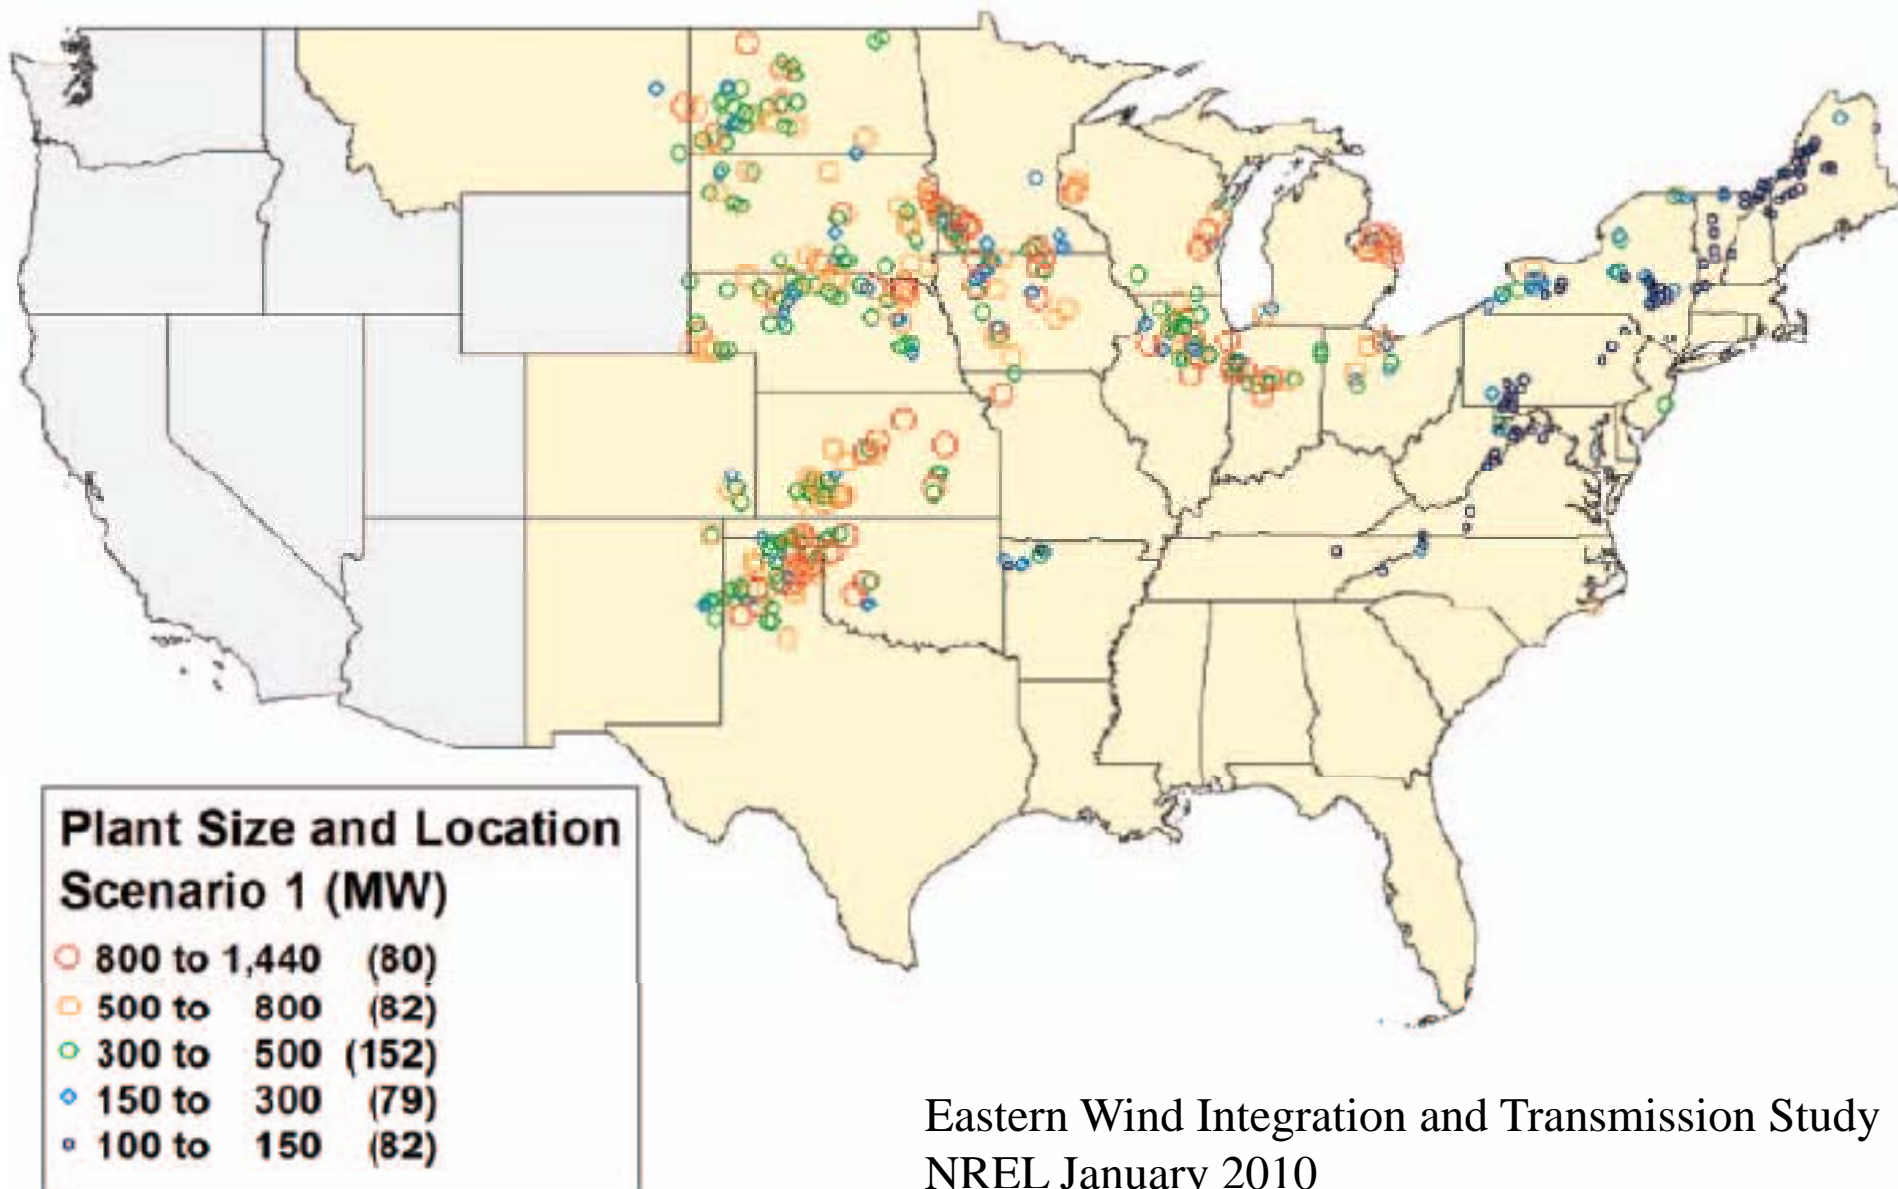 Plant Size and Location
Scenario 1 (MW)
800 to 1,440 (80)
500 to 800 (82)
300 to 500 (152)
150 to 300 (79)
100 to 150 (82)
Eastern Wind Integration and Transmission Study
NREL January 2010